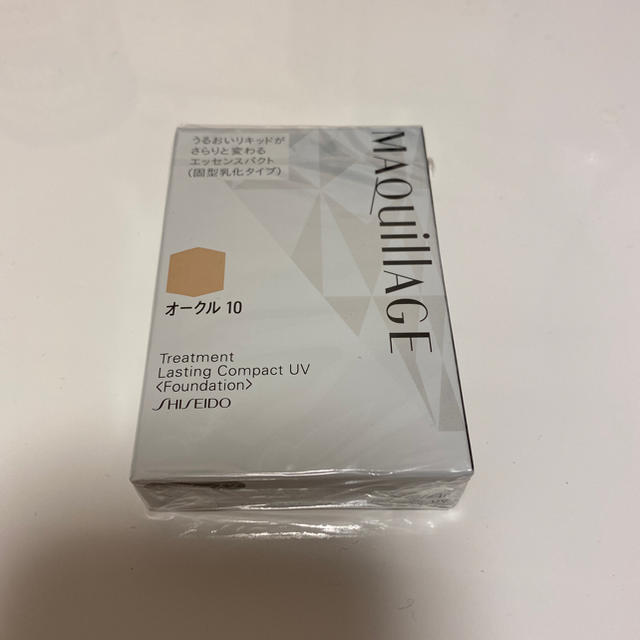 うるおいリキッドが
さらりと変わる
エッセンスパクト
(固型乳化タイプ)
MAQuillAGE
オークル 10
Treatment
Lasting Compact UV
<Foundation>
SHISEIDO